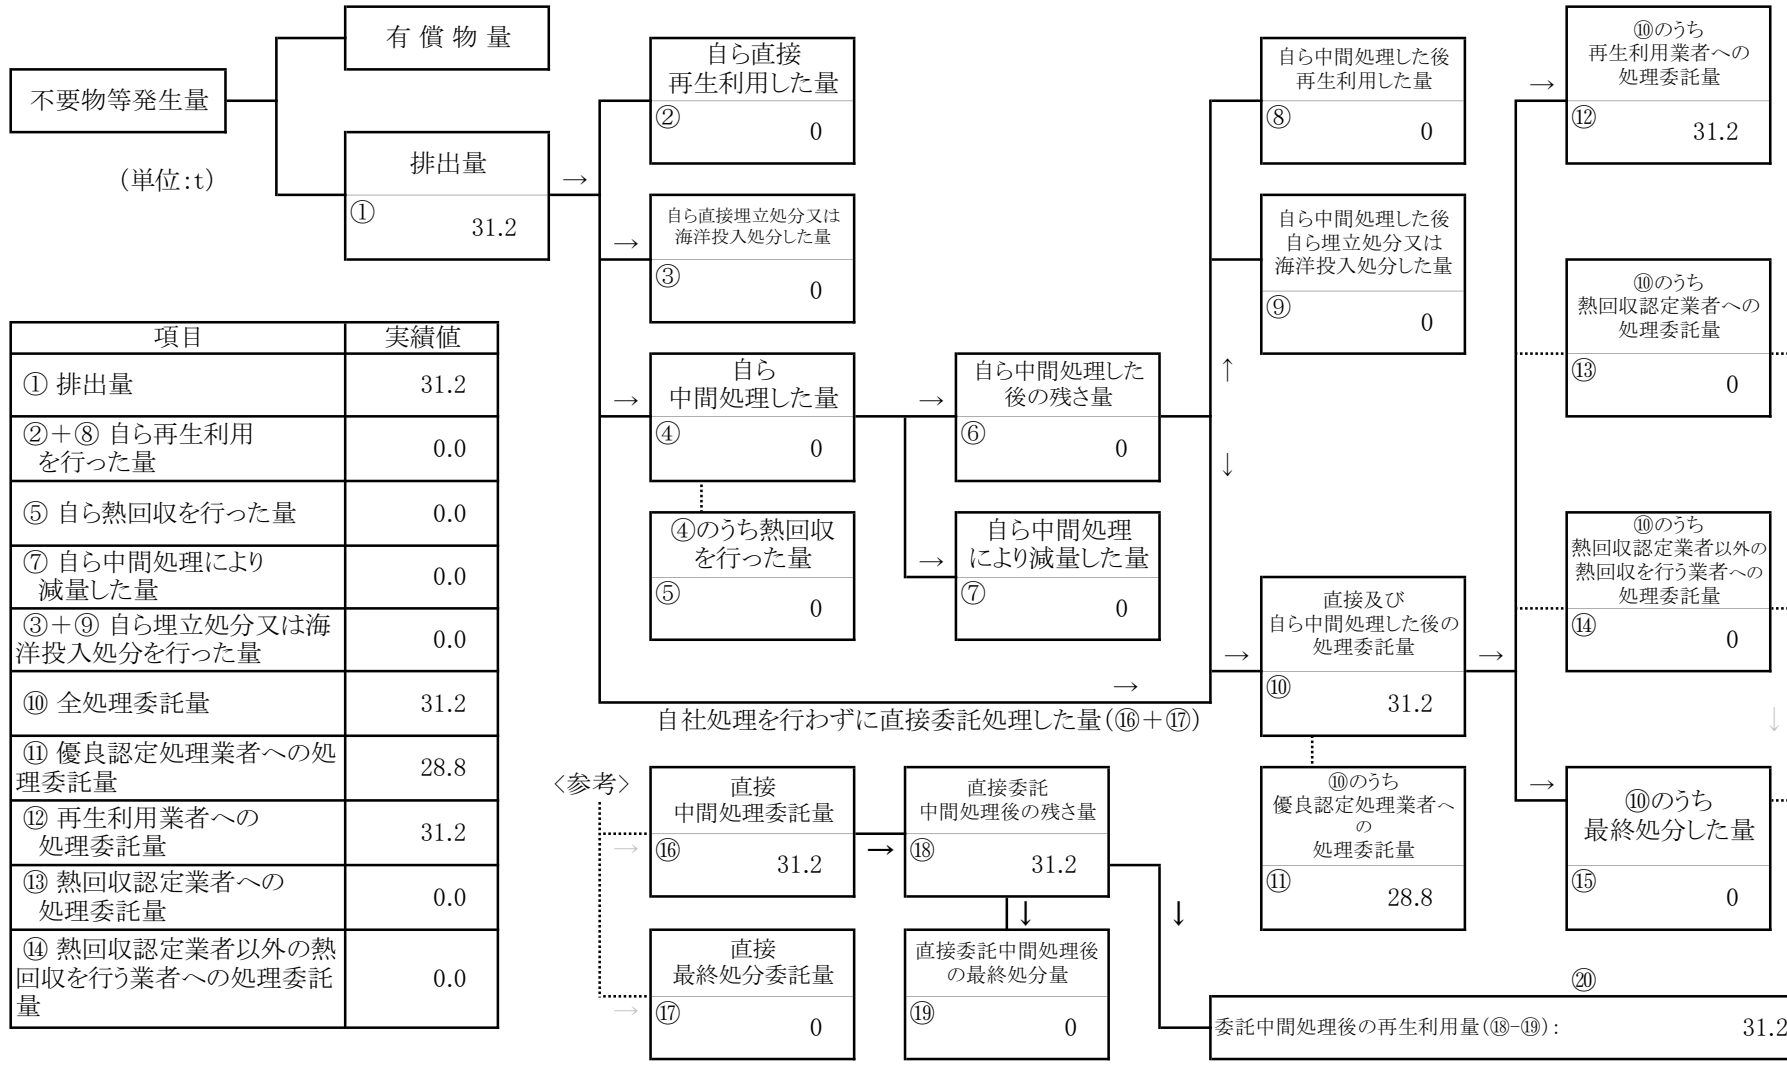 不要物等発生量
(単位:t)
有 償 物 量
排出量
①
31.2
→
自ら直接
再生利用した量
②
0
→
自ら直接埋立処分又は
海洋投入処分した量
③
0
→
自ら
中間処理した量
④
0
④のうち熱回収
を行った量
⑤
0
→
自ら中間処理した
後の残さ量
⑥
0
→
自ら中間処理
により減量した量
⑦
0
→
自社処理を行わずに直接委託処理した量(⑯+⑰)
自ら中間処理した後
再生利用した量
⑧
0
自ら中間処理した後
自ら埋立処分又は
海洋投入処分した量
⑨
0
↑
↓
→
直接及び
自ら中間処理した後の
処理委託量
⑩
31.2
→
⑩のうち
優良認定処理業者へ
の
処理委託量
⑪
28.8
→
⑩のうち
再生利用業者への
処理委託量
⑫
31.2
⑩のうち
熱回収認定業者への
処理委託量
⑬
0
⑩のうち
熱回収認定業者以外の
熱回収を行う業者への
処理委託量
⑭
0
↓
→
⑩のうち
最終処分した量
⑮
0
項目 実績値
① 排出量 31.2
②+⑧ 自ら再生利用
を行った量 0.0
⑤ 自ら熱回収を行った量 0.0
⑦ 自ら中間処理により
減量した量 0.0
③+⑨ 自ら埋立処分又は海
洋投入処分を行った量 0.0
⑩ 全処理委託量 31.2
⑪ 優良認定処理業者への処
理委託量 28.8
⑫ 再生利用業者への
処理委託量 31.2
⑬ 熱回収認定業者への
処理委託量 0.0
⑭ 熱回収認定業者以外の熱
回収を行う業者への処理委託
量 0.0
〈参考〉
→
直接
中間処理委託量
⑯
31.2
→
直接委託
中間処理後の残さ量
⑱
31.2
↓
↓
→
直接
最終処分委託量
⑰
0
直接委託中間処理後
の最終処分量
⑲
0
⑳
委託中間処理後の再生利用量(⑱-⑲): 31.2